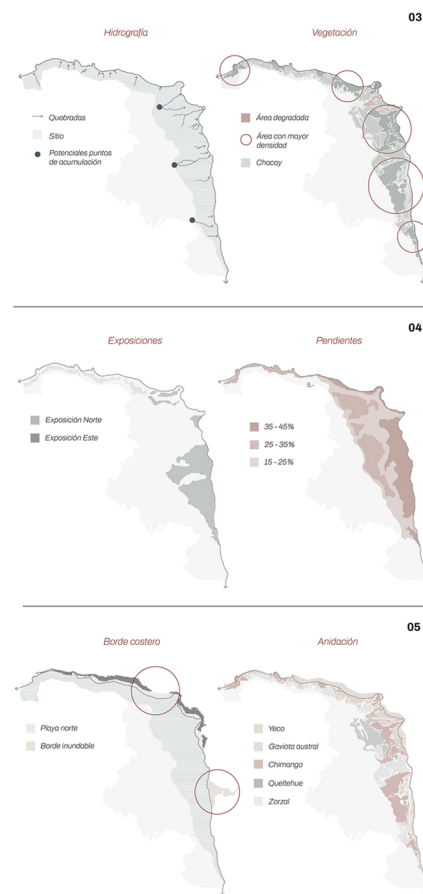 03
Hidrografía
Vegetación
Quebradas
Sitio
Potenciales puntos
de acumulación
Área degradada
Área con mayor
densidad
Chacay
04
Exposiciones
Pendientes
5.-
Exposición Norte
Exposición Este
35 - 45%
25 - 35%
15 - 25%
05
Borde costero
Anidación
Playa norte
Borde inundable
Yeco
Gaviota austral
Chimango
Queltehue
Zorzal